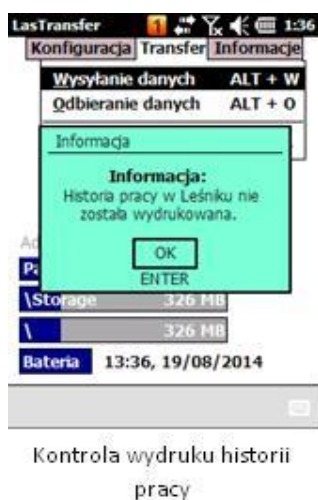 LasTransfer 1:36
Konfiguracja Transfer Informacje
Wysyłanie danych ALT + W
Odbieranie danych ALT + O
Informacja
Informacja:
Historia pracy w Leśniku nie
została wydrukowana.
OK
ENTER
\Storage 326 MB
\ 326 MB
Bateria 13:36, 19/08/2014
Kontrola wydruku historii
pracy